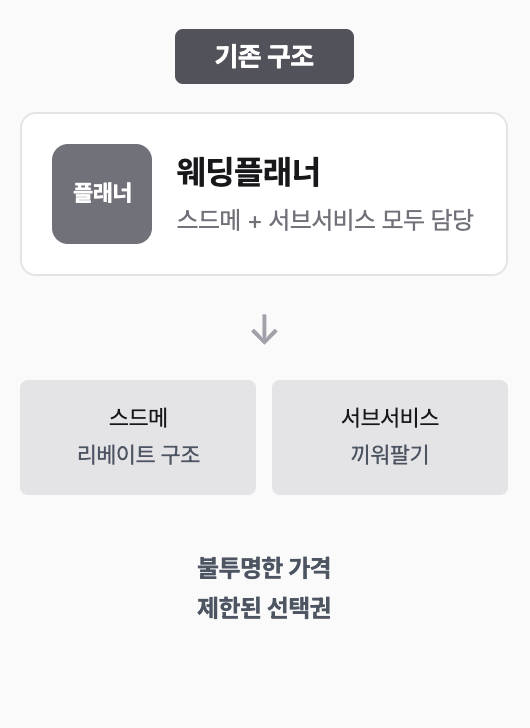 기존 구조
플래너
웨딩플래너
스드메 + 서브서비스 모두 담당
스드메
리베이트 구조
서브서비스
끼워팔기
불투명한 가격
제한된 선택권